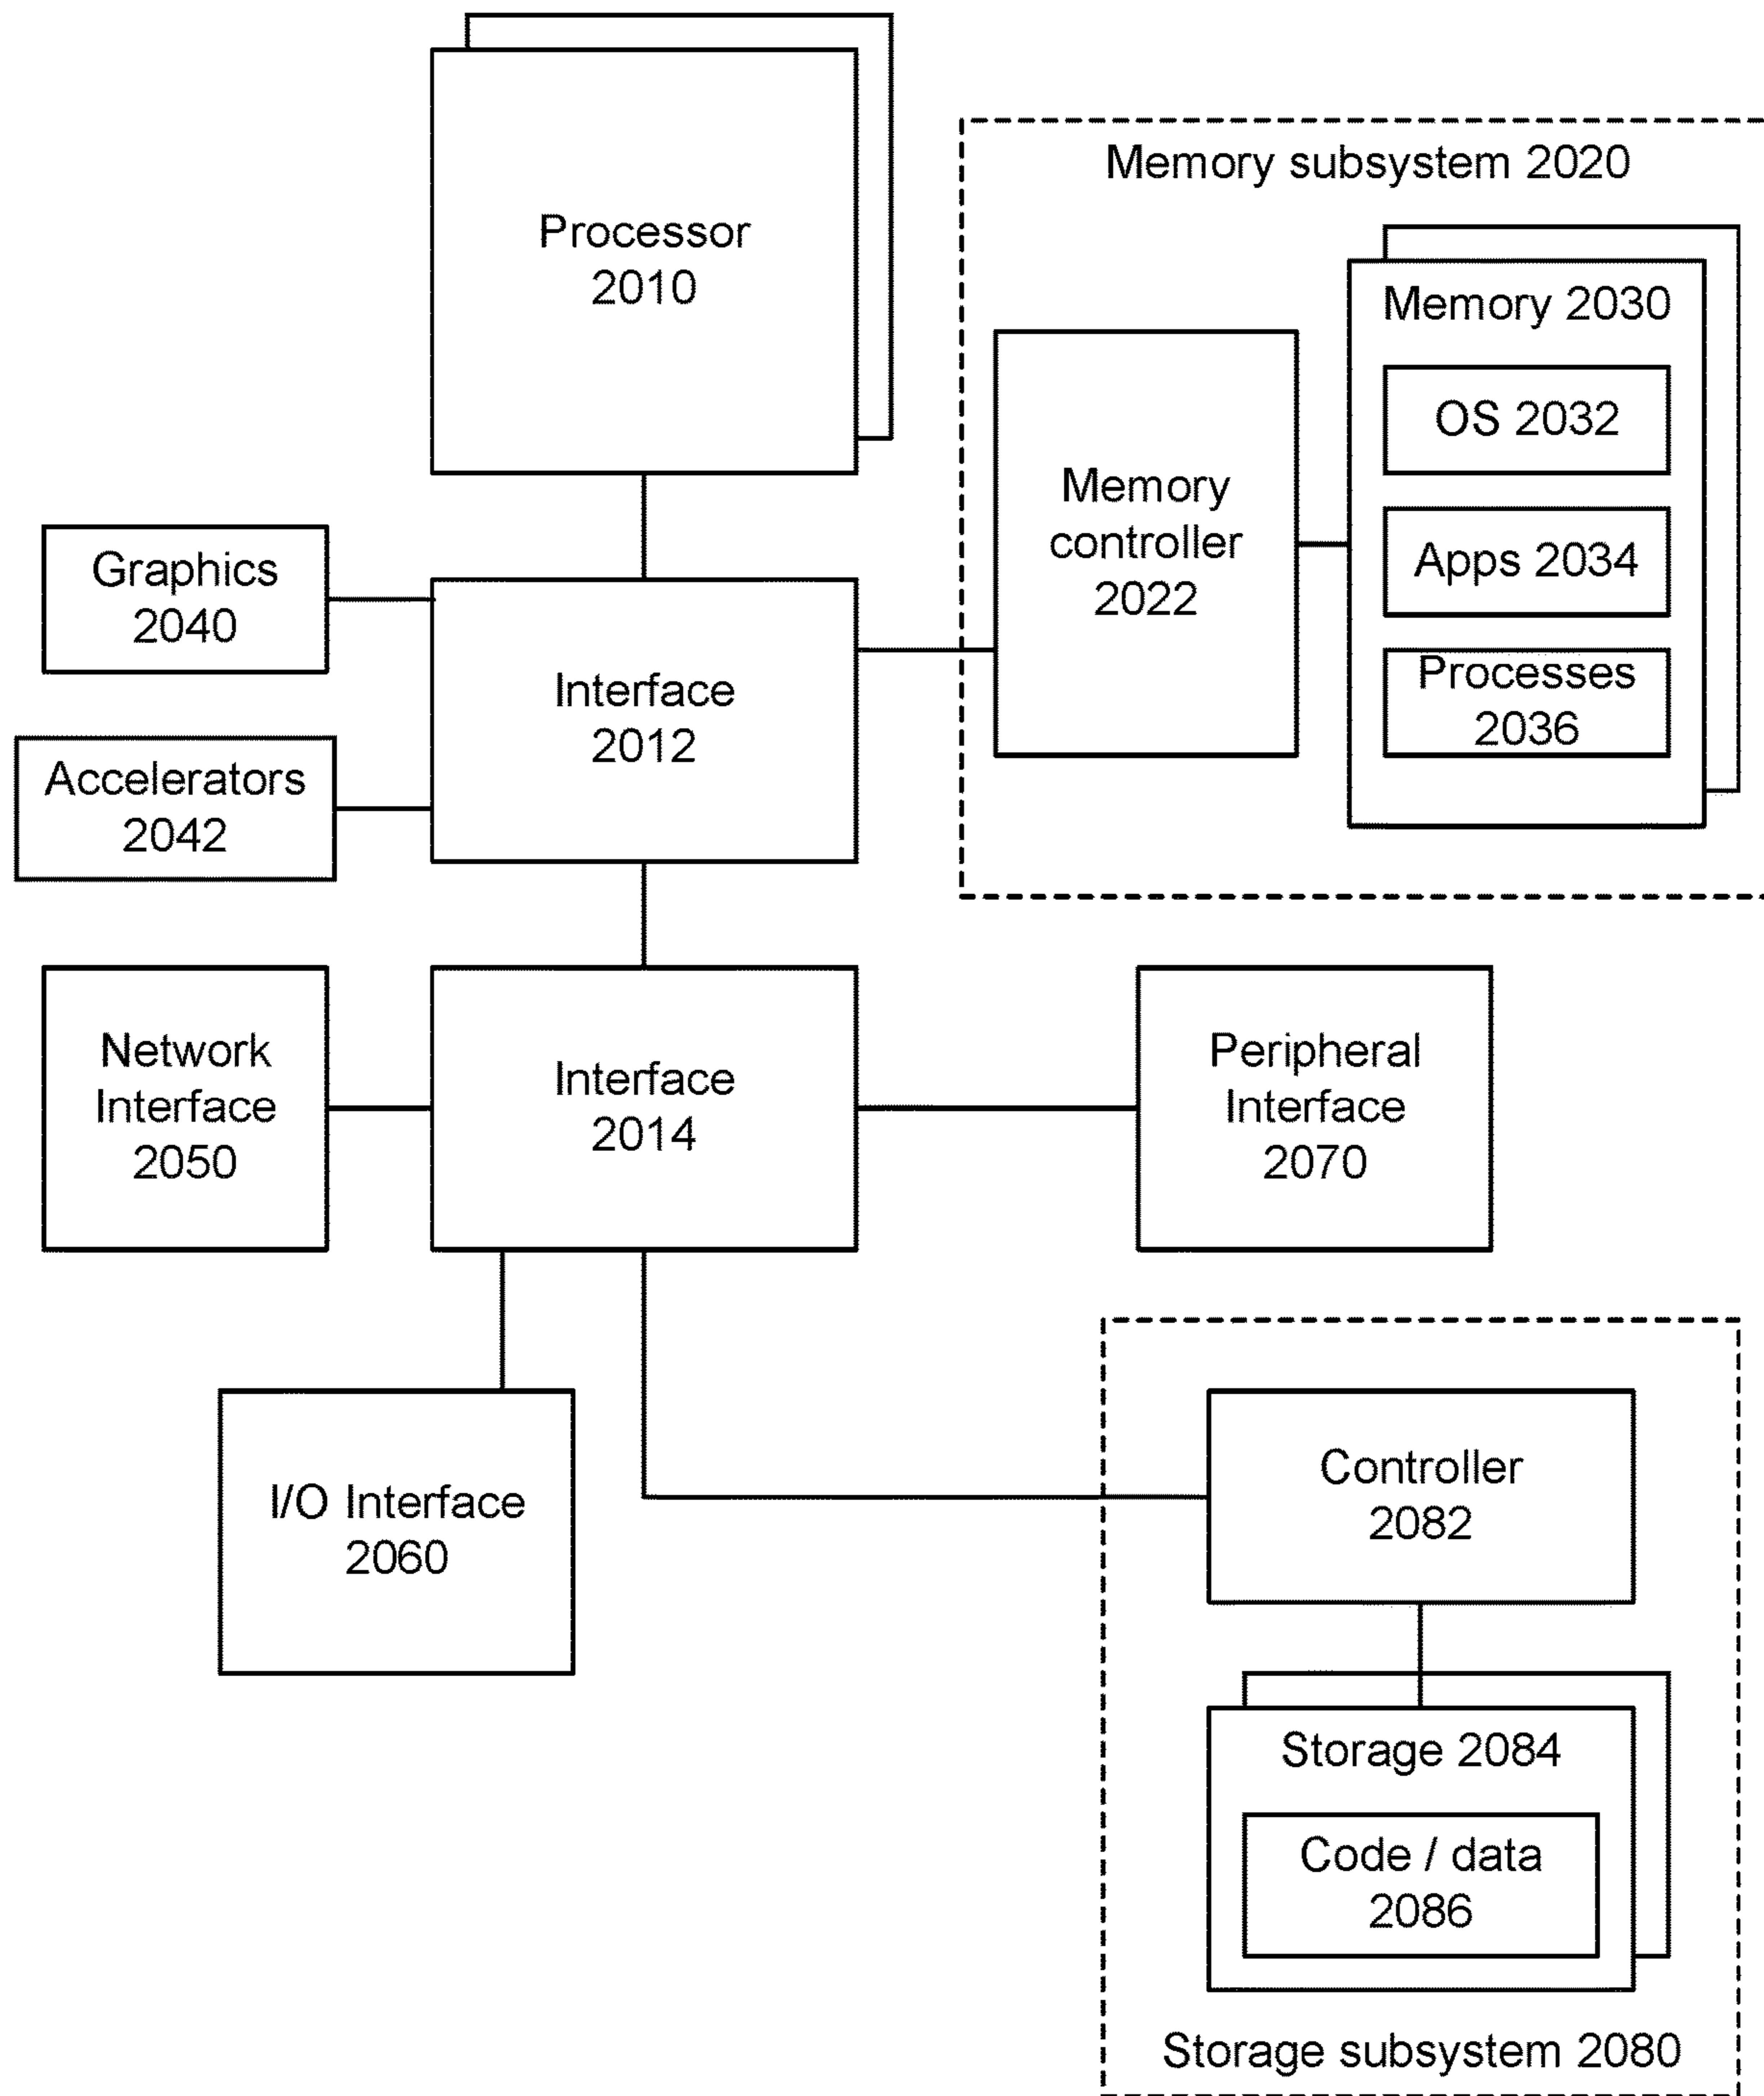 Processor
2010
Memory subsystem 2020
Memory 2030
OS 2032
Apps 2034
Processes
2036
Memory
controller
2022
Graphics
2040
Interface
2012
Accelerators
2042
Network
Interface
2050
Interface
2014
Peripheral
Interface
2070
I/O Interface
2060
Controller
2082
Storage 2084
Code / data
2086
Storage subsystem 2080